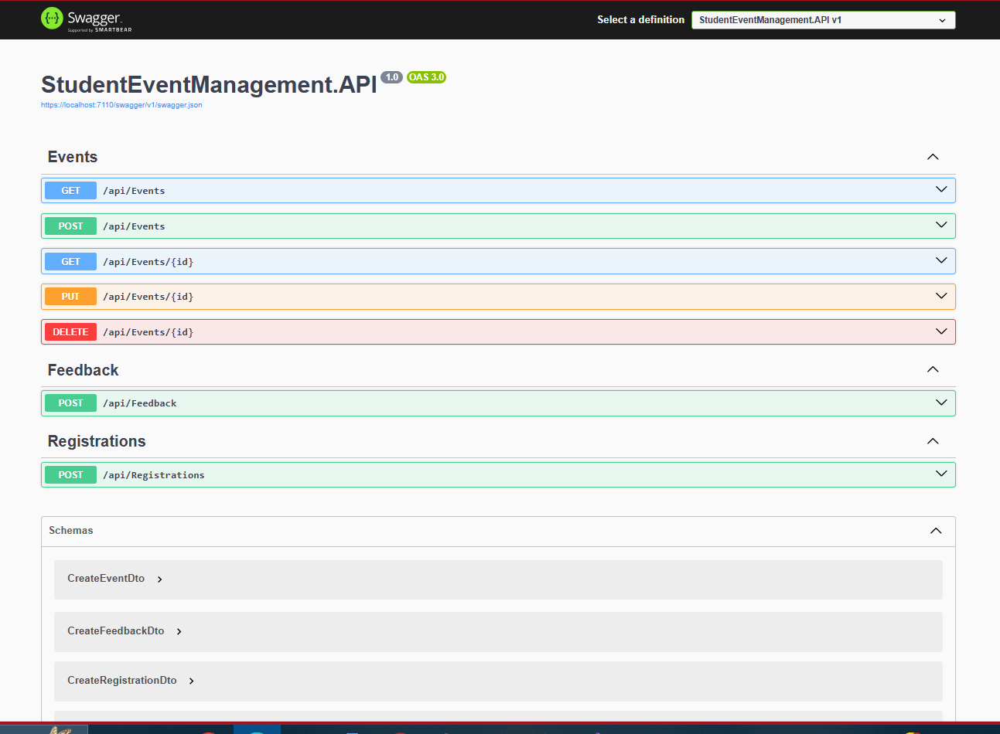 Swagger.
Supported by SMARTBEAR
Select a definition
StudentEventManagement.API v1
StudentEventManagement.API 1.0 OAS 3.0
https://localhost:7110/swagger/v1/swagger.json
Events
GET /api/Events
POST /api/Events
GET /api/Events/{id}
PUT /api/Events/{id}
DELETE /api/Events/{id}
Feedback
POST /api/Feedback
Registrations
POST /api/Registrations
Schemas
CreateEventDto
CreateFeedbackDto
CreateRegistrationDto